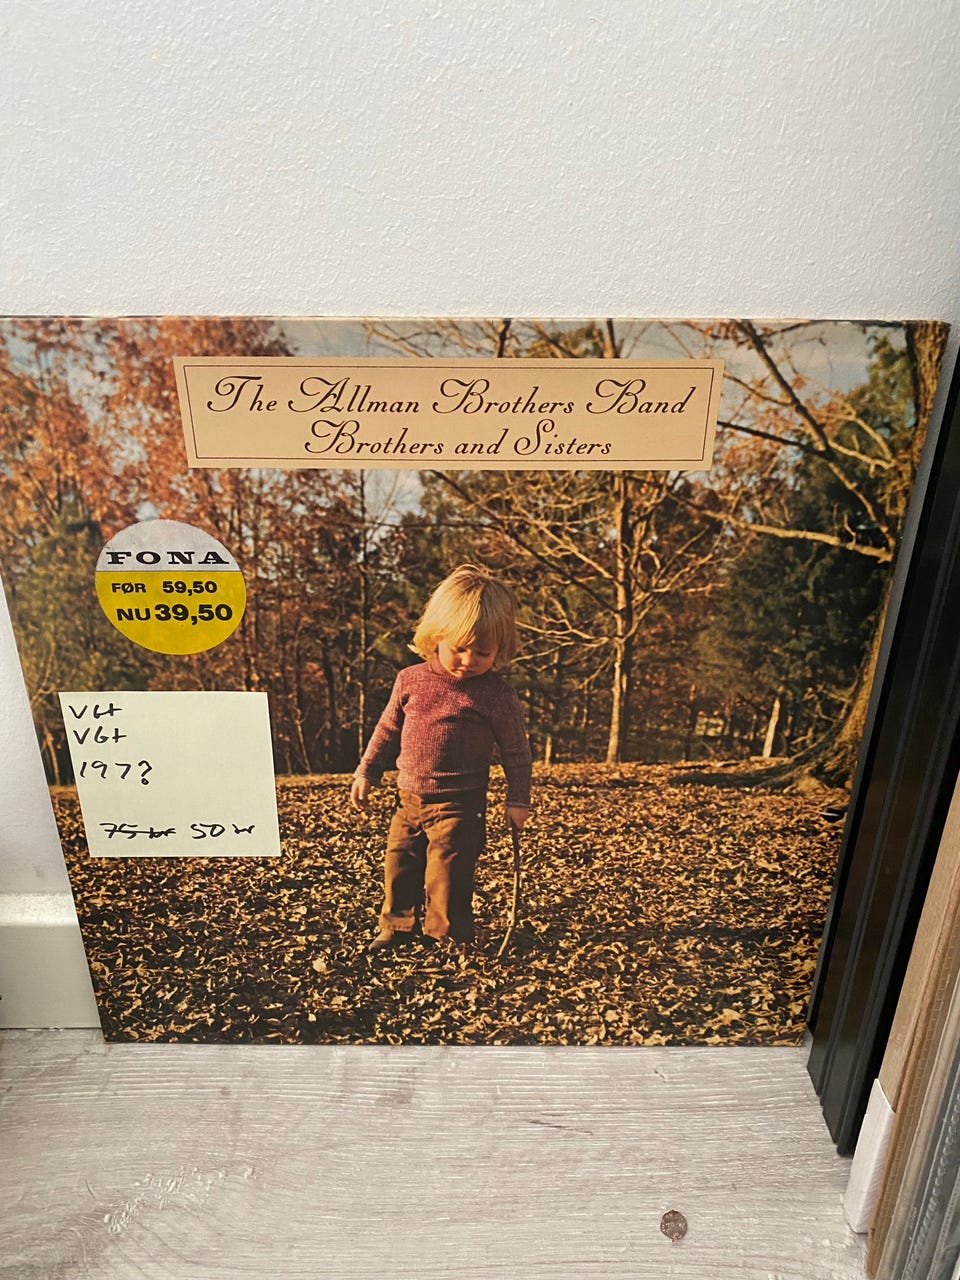 The Allman Brothers Band
Brothers and Sisters
FONA
FØR 59,50
NU 39,50
VG+
VG+
197?
75 kr 50 kr